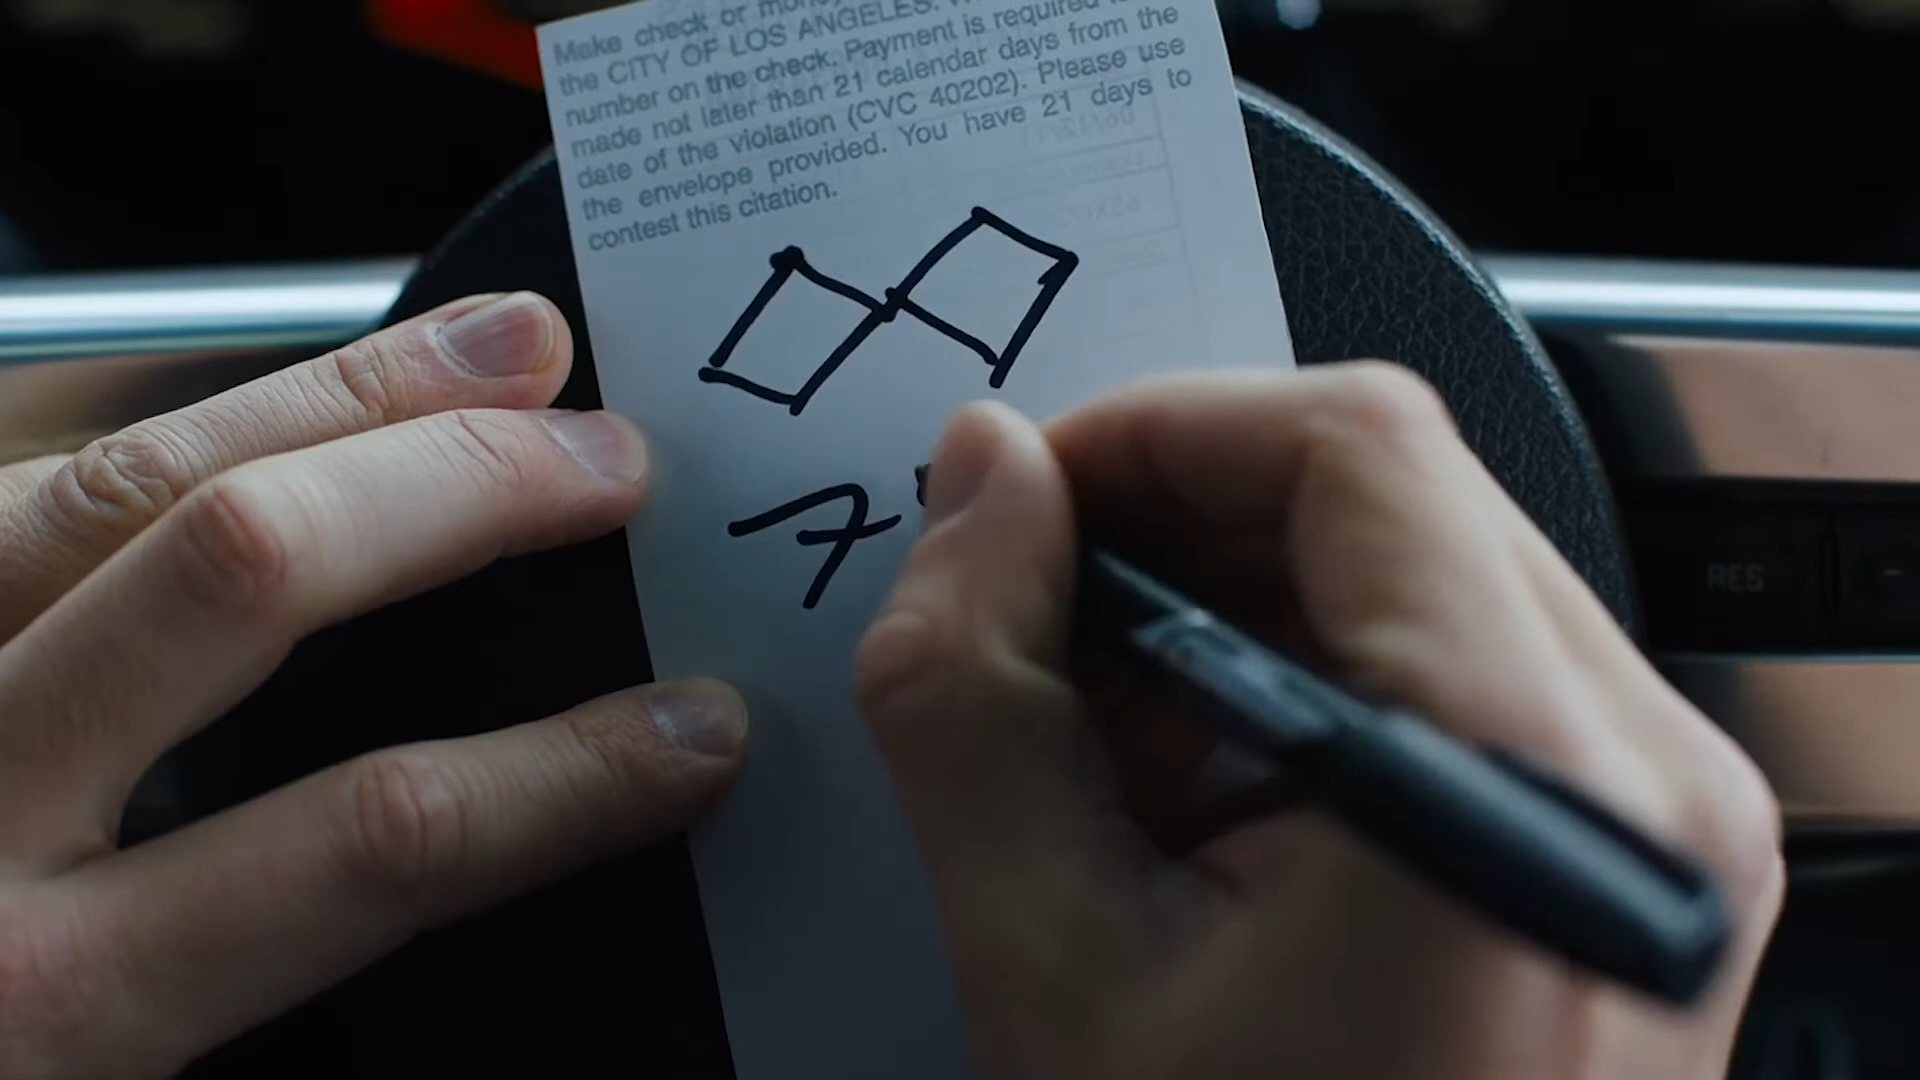 Make check or money
the CITY OF LOS ANGELES.
number on the check. Payment is required
made not later than 21 calendar days from the
date of the violation (CVC 40202). Please use
the envelope provided. You have 21 days to
contest this citation.
7
RES
-